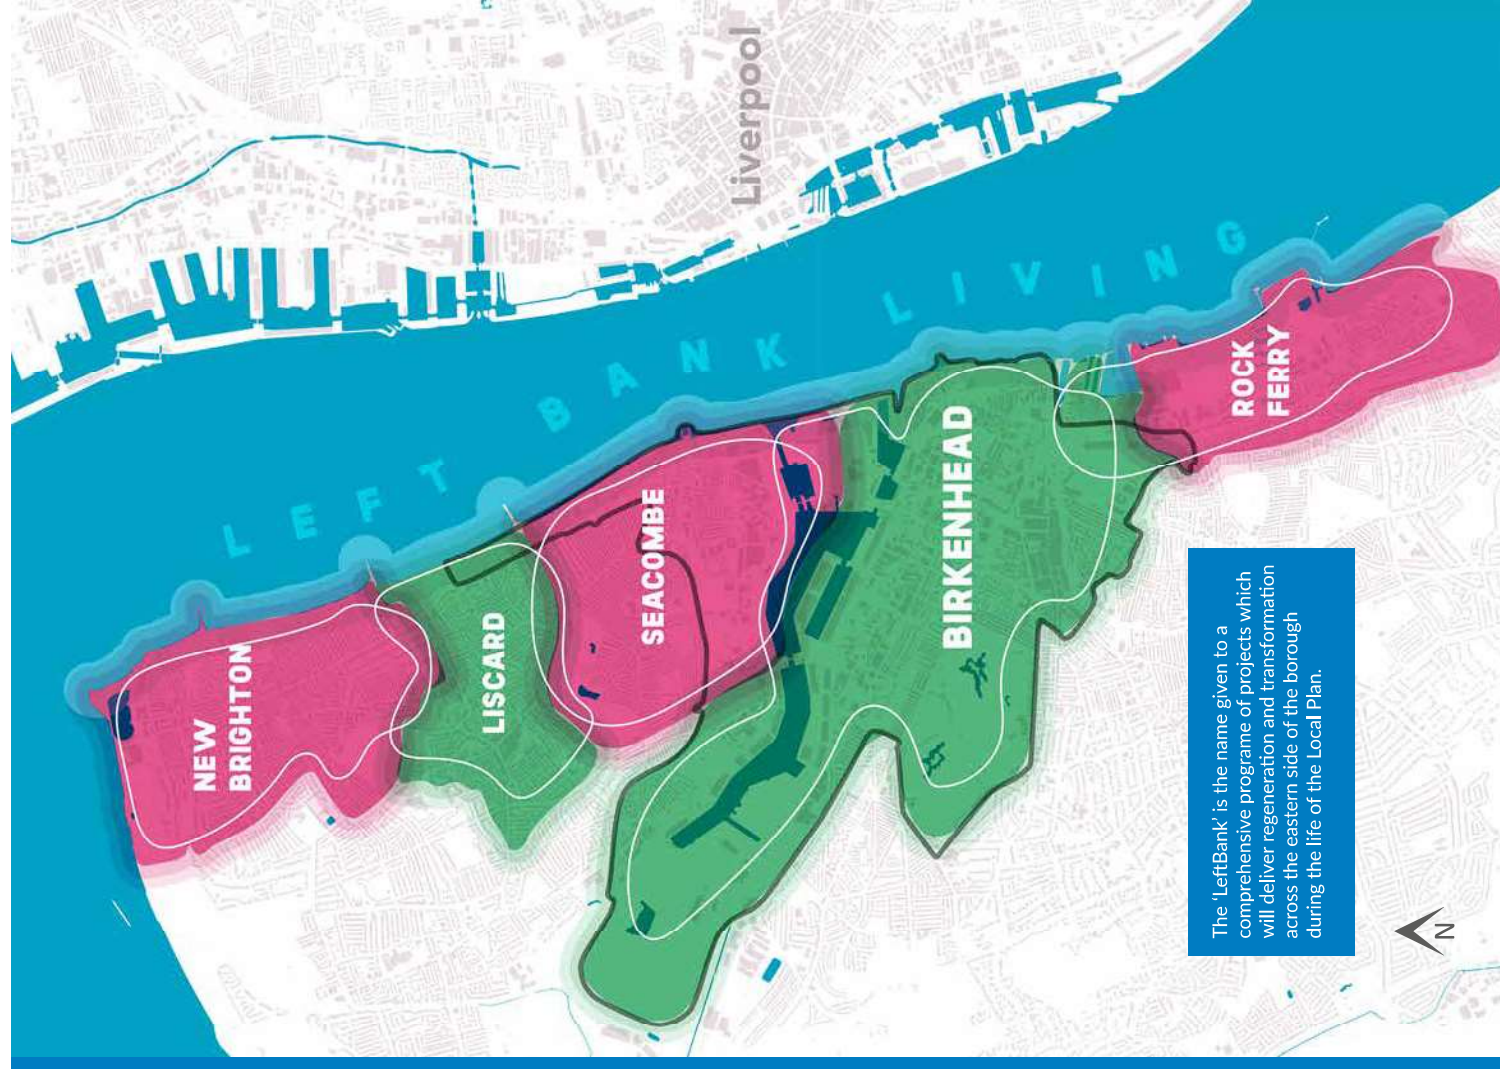 Liverpool
LEFT BANK LIVING
NEW
BRIGHTON
LISCARD
SEACOMBE
BIRKENHEAD
ROCK
FERRY
The ‘LeftBank’ is the name given to a
comprehensive programe of projects which
will deliver regeneration and transformation
across the eastern side of the borough
during the life of the Local Plan.
N